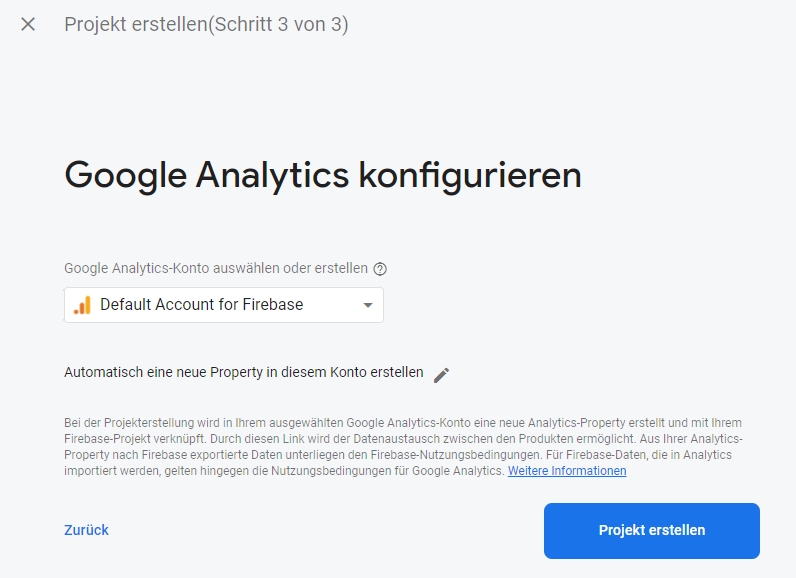 Projekt erstellen(Schritt 3 von 3)
Google Analytics konfigurieren
Google Analytics-Konto auswählen oder erstellen
Default Account for Firebase
Automatisch eine neue Property in diesem Konto erstellen
Bei der Projekterstellung wird in Ihrem ausgewählten Google Analytics-Konto eine neue Analytics-Property erstellt und mit Ihrem
Firebase-Projekt verknüpft. Durch diesen Link wird der Datenaustausch zwischen den Produkten ermöglicht. Aus Ihrer Analytics-
Property nach Firebase exportierte Daten unterliegen den Firebase-Nutzungsbedingungen. Für Firebase-Daten, die in Analytics
importiert werden, gelten hingegen die Nutzungsbedingungen für Google Analytics. Weitere Informationen
Zurück
Projekt erstellen